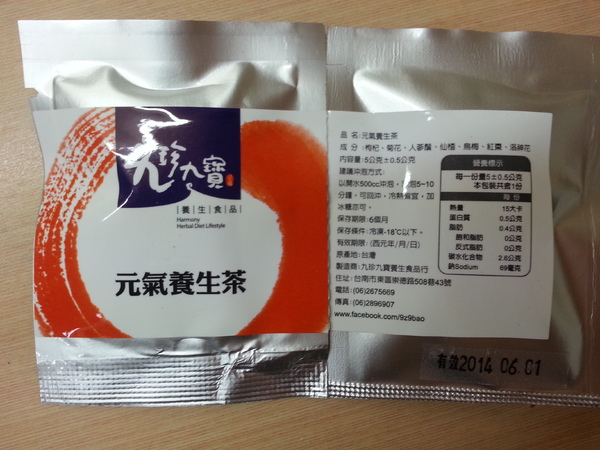 九珍九寶
養生食品
Harmony
Herbal Diet Lifestyle
元氣養生茶
品 名:元氣養生茶
成 分:枸杞、菊花、人蔘鬚、仙楂、烏梅、紅棗、洛神花
內容量:5公克±0.5公克
建議沖泡方式:
以開水500cc沖泡,泡5~10
分鐘。可回沖,冷熱皆宜,加
冰糖亦可。
保存期限:6個月
保存條件:冷凍-18℃以下。
有效期限:(西元年/月/日)
原產地:台灣
製造商:九珍九寶養生食品行
住址:台南市東區崇德路508巷43號
電話:(06)2675669
傳真:(06)2896907
www.facebook.com/9z9bao
營養標示
每一份量5±0.5公克
本包裝共含1份
每 份
熱量 15大卡
蛋白質 0.5公克
脂肪 0.4公克
飽和脂肪 0公克
反式脂肪 0公克
碳水化合物 2.6公克
鈉Sodium 69毫克
有效2014 06.01